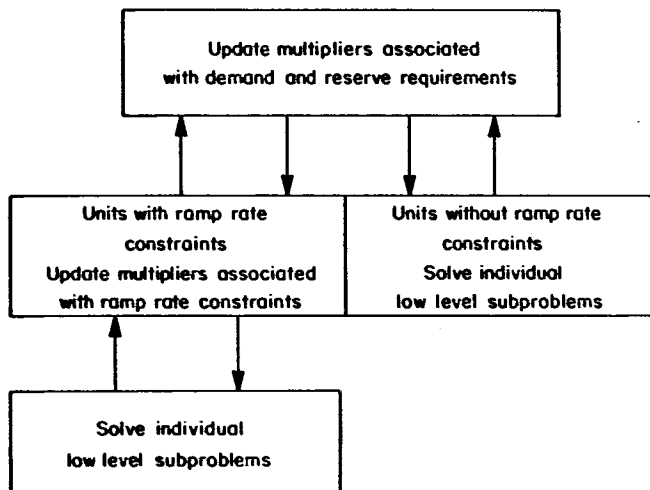 Update multipliers associated
with demand and reserve requirements
Units with ramp rate
constraints
Update multipliers associated
with ramp rate constraints
Units without ramp rate
constraints
Solve individual
low level subproblems
Solve individual
low level subproblems